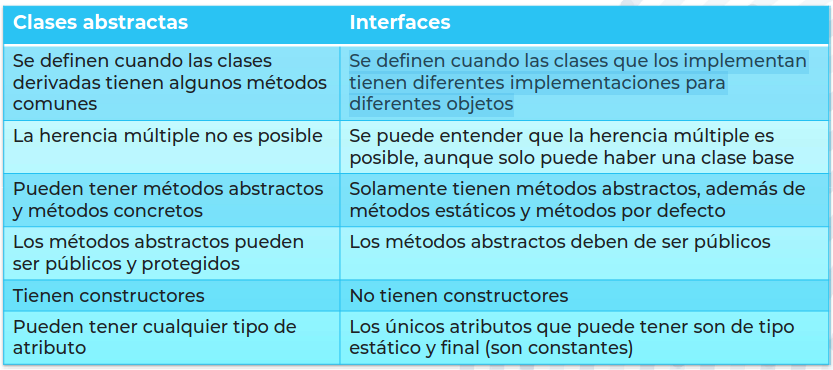 Clases abstractas
Interfaces
Se definen cuando las clases
derivadas tienen algunos métodos
comunes
Se definen cuando las clases que los implementan
tienen diferentes implementaciones para
diferentes objetos
La herencia múltiple no es posible
Se puede entender que la herencia múltiple es
posible, aunque solo puede haber una clase base
Pueden tener métodos abstractos
y métodos concretos
Solamente tienen métodos abstractos, además de
métodos estáticos y métodos por defecto
Los métodos abstractos pueden
ser públicos y protegidos
Los métodos abstractos deben de ser públicos
Tienen constructores
No tienen constructores
Pueden tener cualquier tipo de
atributo
Los únicos atributos que puede tener son de tipo
estático y final (son constantes)